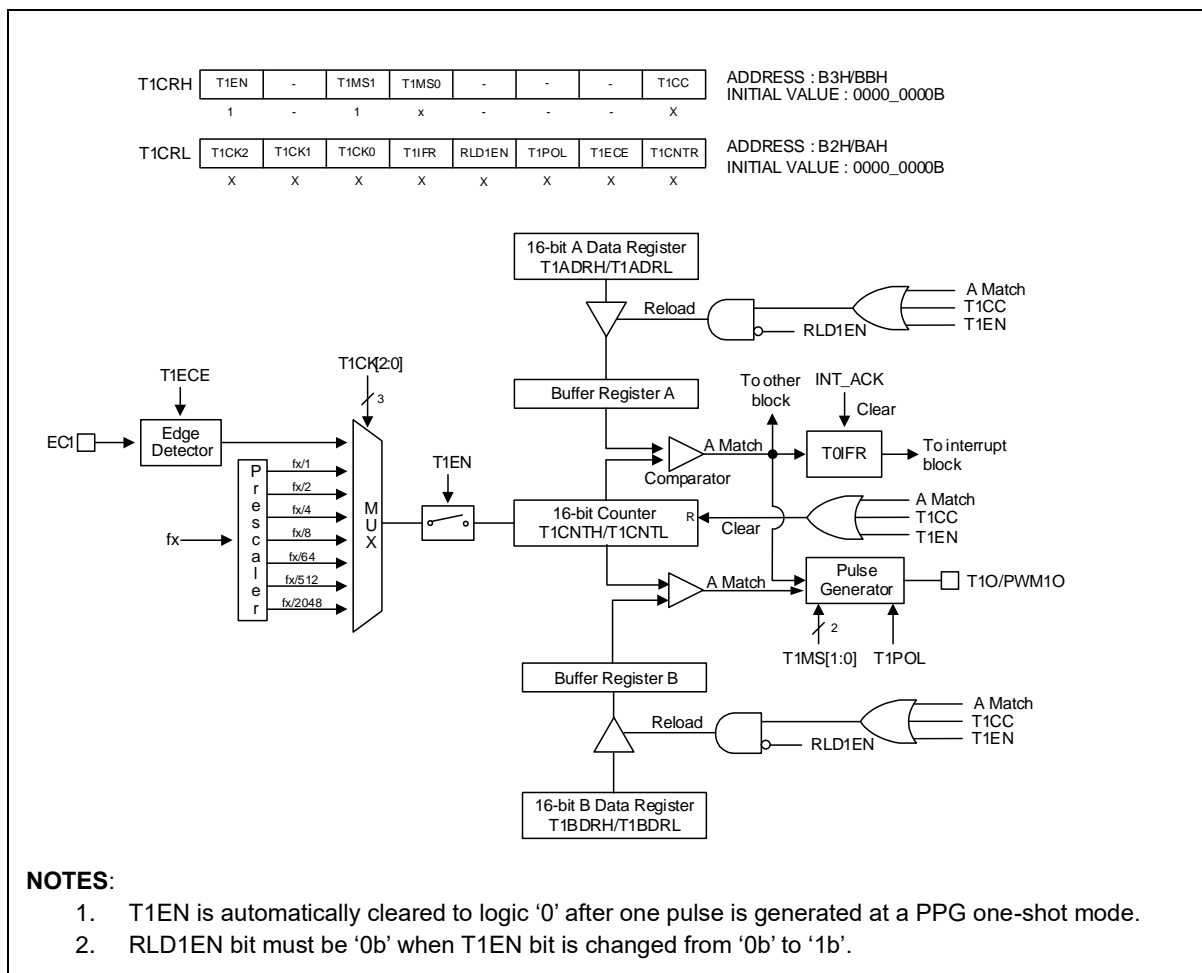 T1CRH T1EN - T1MS1 T1MS0 - - - T1CC
1 - 1 x - - - X
ADDRESS : B3H/BBH
INITIAL VALUE : 0000_0000B
T1CRL T1CK2 T1CK1 T1CK0 T1IFR RLD1EN T1POL T1ECE T1CNTR
X X X X X X X X
ADDRESS : B2H/BAH
INITIAL VALUE : 0000_0000B
16-bit A Data Register
T1ADRH/T1ADRL
Reload
RLD1EN
A Match
T1CC
T1EN
Buffer Register A
T1ECE
T1CK[2:0]
3
EC1
Edge
Detector
fx
Prescaler
fx/1
fx/2
fx/4
fx/8
fx/64
fx/512
fx/2048
MUX
T1EN
A Match
Comparator
To other
block
INT_ACK
Clear
T0IFR
To interrupt
block
16-bit Counter
T1CNTH/T1CNTL
R
Clear
A Match
T1CC
T1EN
A Match
Pulse
Generator
T1O/PWM1O
2
T1MS[1:0]
T1POL
Buffer Register B
Reload
RLD1EN
A Match
T1CC
T1EN
16-bit B Data Register
T1BDRH/T1BDRL
NOTES:
1. T1EN is automatically cleared to logic ‘0’ after one pulse is generated at a PPG one-shot mode.
2. RLD1EN bit must be ‘0b’ when T1EN bit is changed from ‘0b’ to ‘1b’.